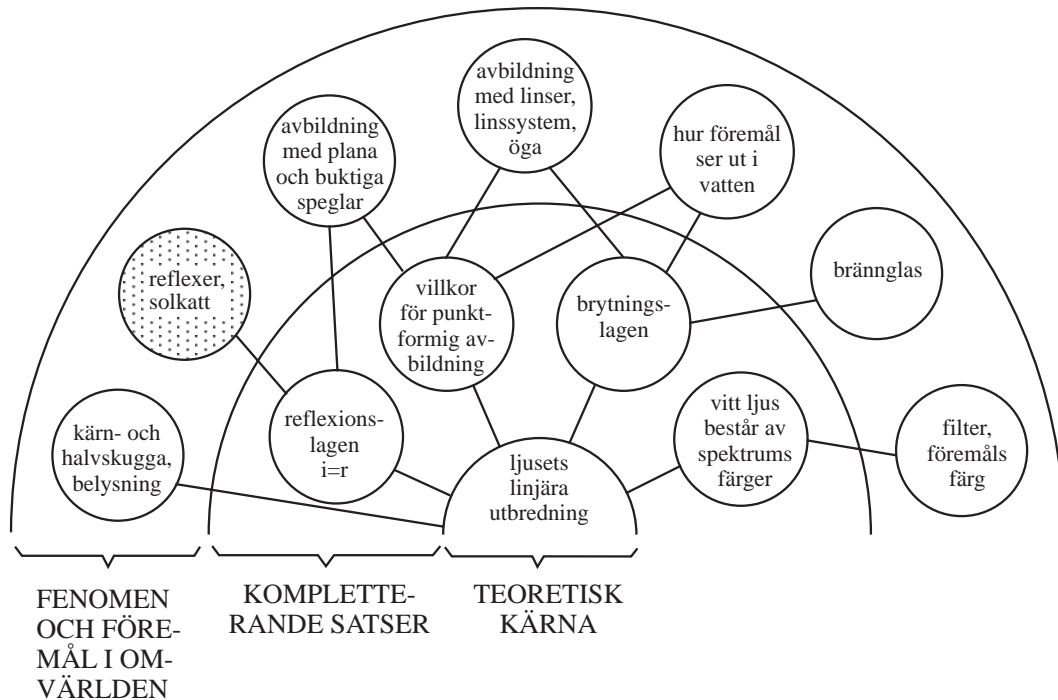 avbildning
med linser,
linssystem,
öga
avbildning
med plana
och buktiga
speglar
hur föremål
ser ut i
vatten
reflexer,
solkatt
villkor
för punkt-
formig av-
bildning
brytnings-
lagen
brännglas
kärn- och
halvskugga,
belysning
reflexions-
lagen
i=r
ljusets
linjära
utbredning
vitt ljus
består av
spektrums
färger
filter,
föremåls
färg
FENOMEN
OCH FÖRE-
MÅL I OM-
VÄRLDEN
KOMPLETTE-
RANDE SATSER
TEORETISK
KÄRNA